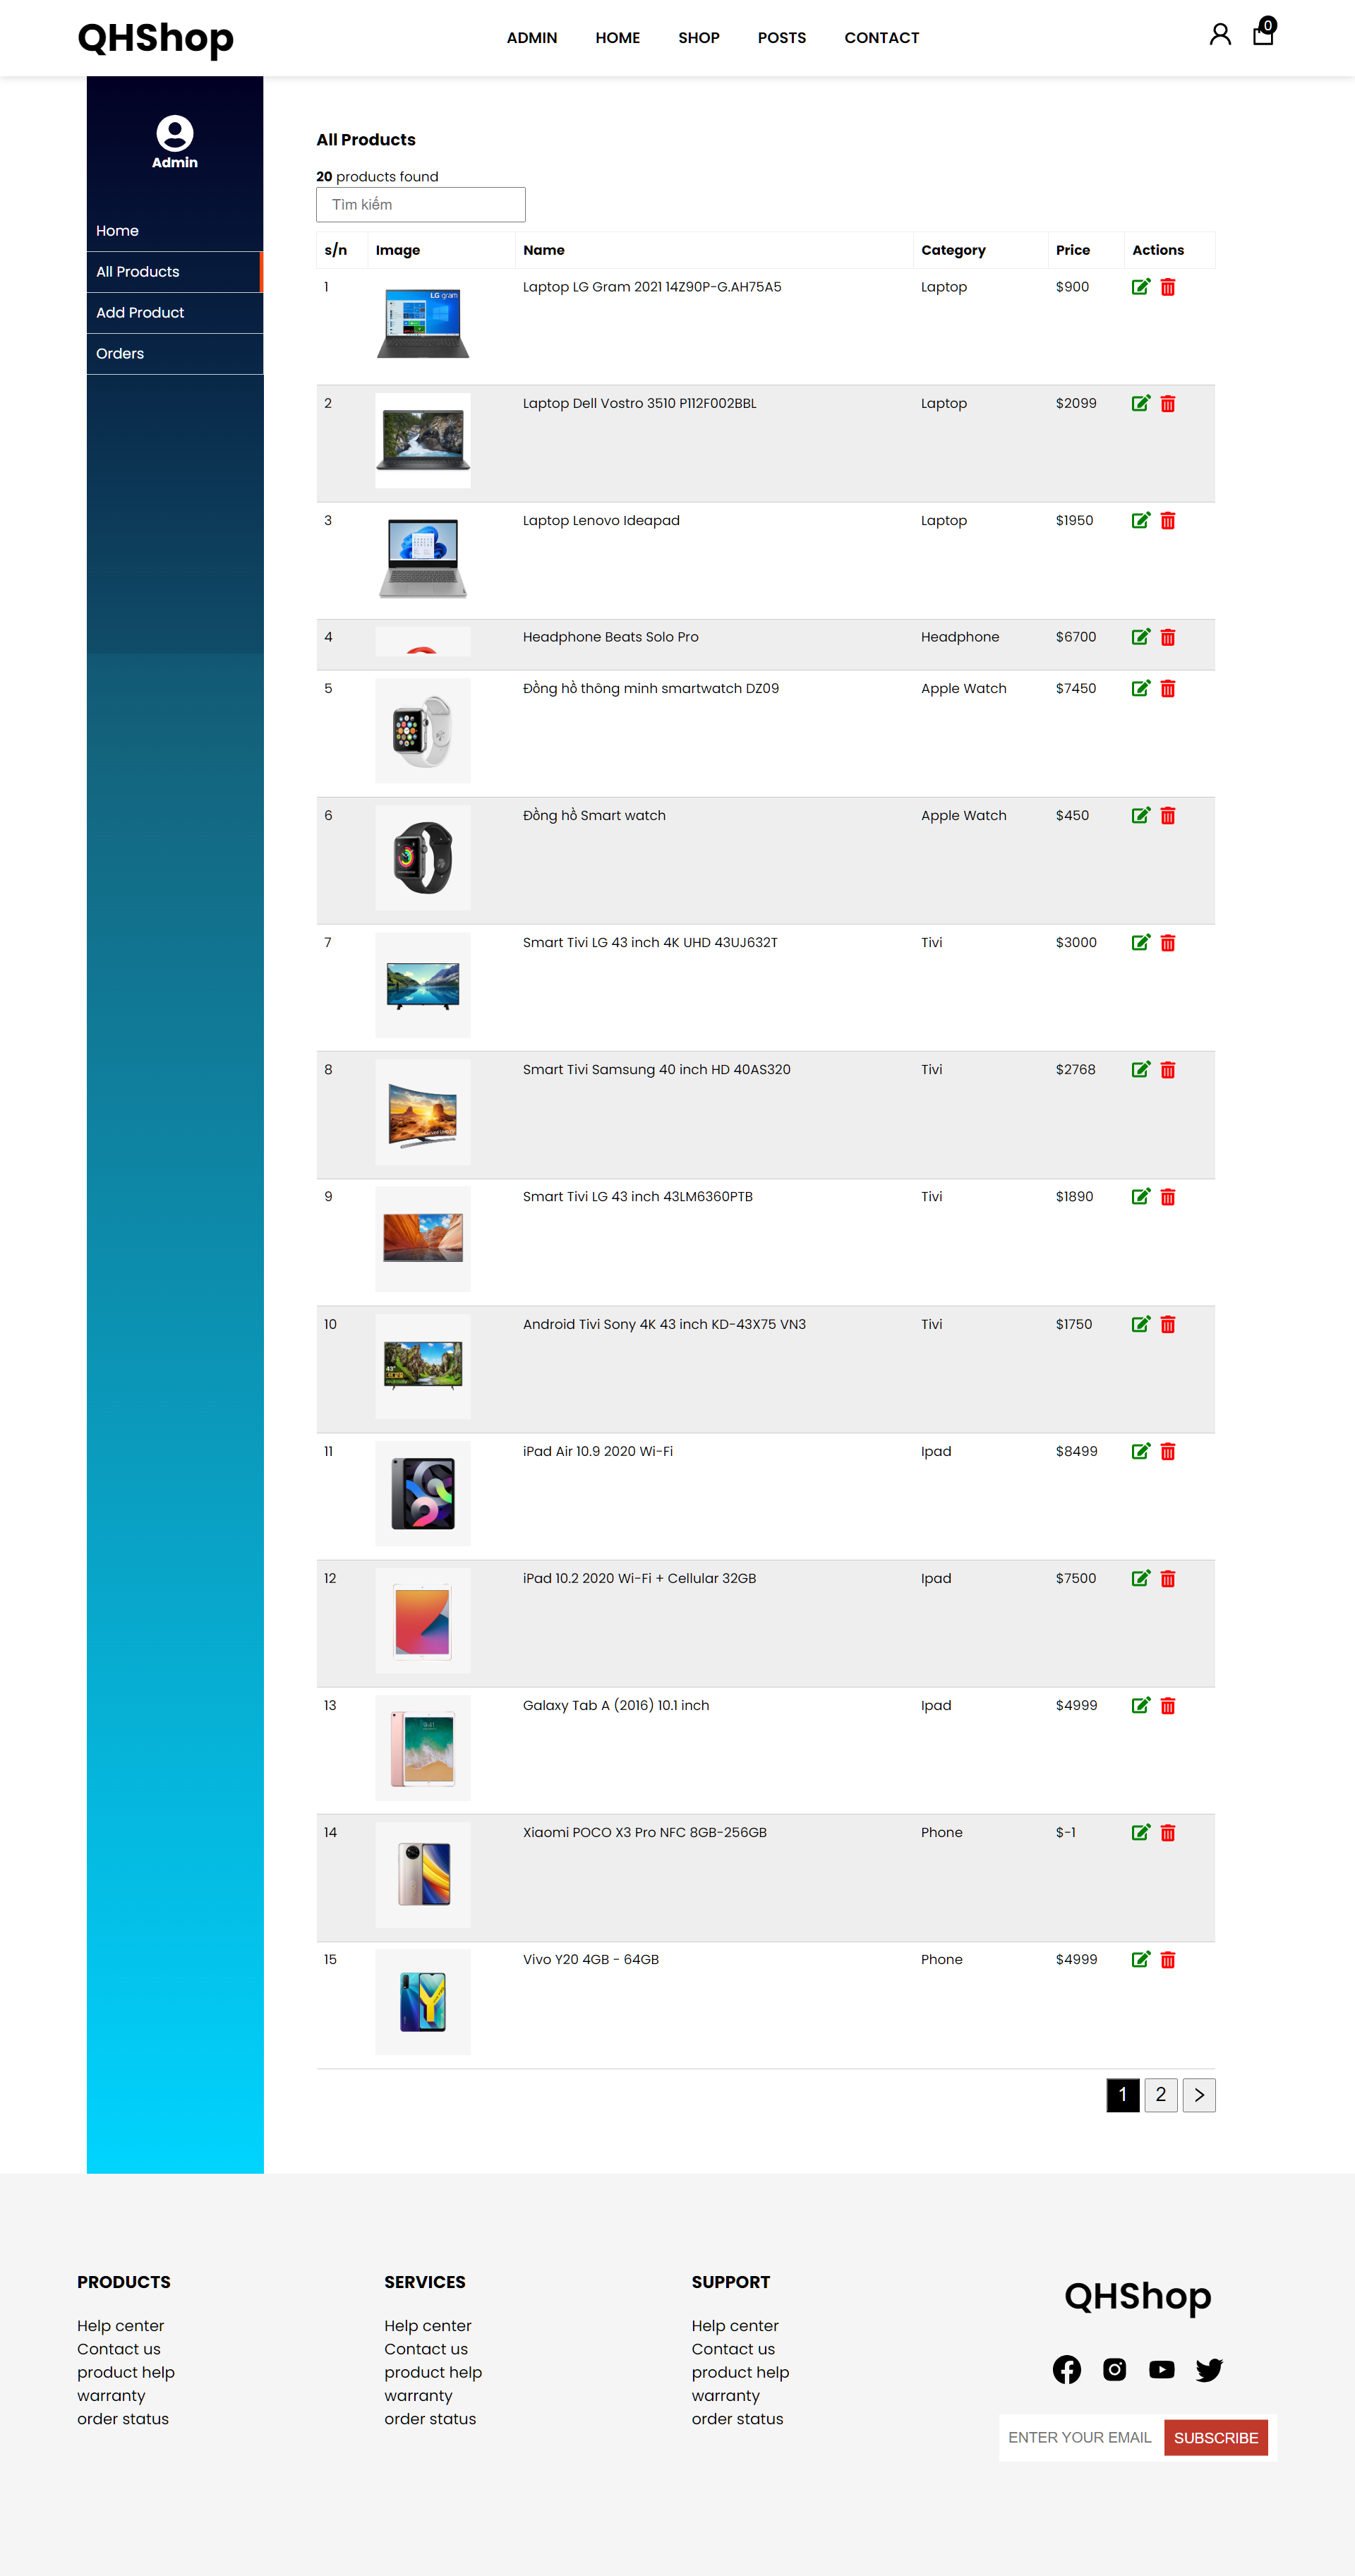 QHShop
ADMIN HOME SHOP POSTS CONTACT
0
Admin
Home
All Products
Add Product
Orders
All Products
20 products found
Tìm kiếm
s/n Image Name Category Price Actions
1 LG gram Laptop LG Gram 2021 14Z90P-G.AH75A5 Laptop $900
2 Laptop Dell Vostro 3510 P112F002BBL Laptop $2099
3 Laptop Lenovo Ideapad Laptop $1950
4 Headphone Beats Solo Pro Headphone $6700
5 Đồng hồ thông minh smartwatch DZ09 Apple Watch $7450
6 Đồng hồ Smart watch Apple Watch $450
7 Smart Tivi LG 43 inch 4K UHD 43UJ632T Tivi $3000
8 Smart Tivi Samsung 40 inch HD 40AS320 Tivi $2768
9 Smart Tivi LG 43 inch 43LM6360PTB Tivi $1890
10 43" Android Tivi Sony 4K 43 inch KD-43X75 VN3 Tivi $1750
11 iPad Air 10.9 2020 Wi-Fi Ipad $8499
12 iPad 10.2 2020 Wi-Fi + Cellular 32GB Ipad $7500
13 9:41 Galaxy Tab A (2016) 10.1 inch Ipad $4999
14 Xiaomi POCO X3 Pro NFC 8GB-256GB Phone $-1
15 Vivo Y20 4GB - 64GB Phone $4999
1 2 >
PRODUCTS
Help center
Contact us
product help
warranty
order status
SERVICES
Help center
Contact us
product help
warranty
order status
SUPPORT
Help center
Contact us
product help
warranty
order status
QHShop
ENTER YOUR EMAIL SUBSCRIBE